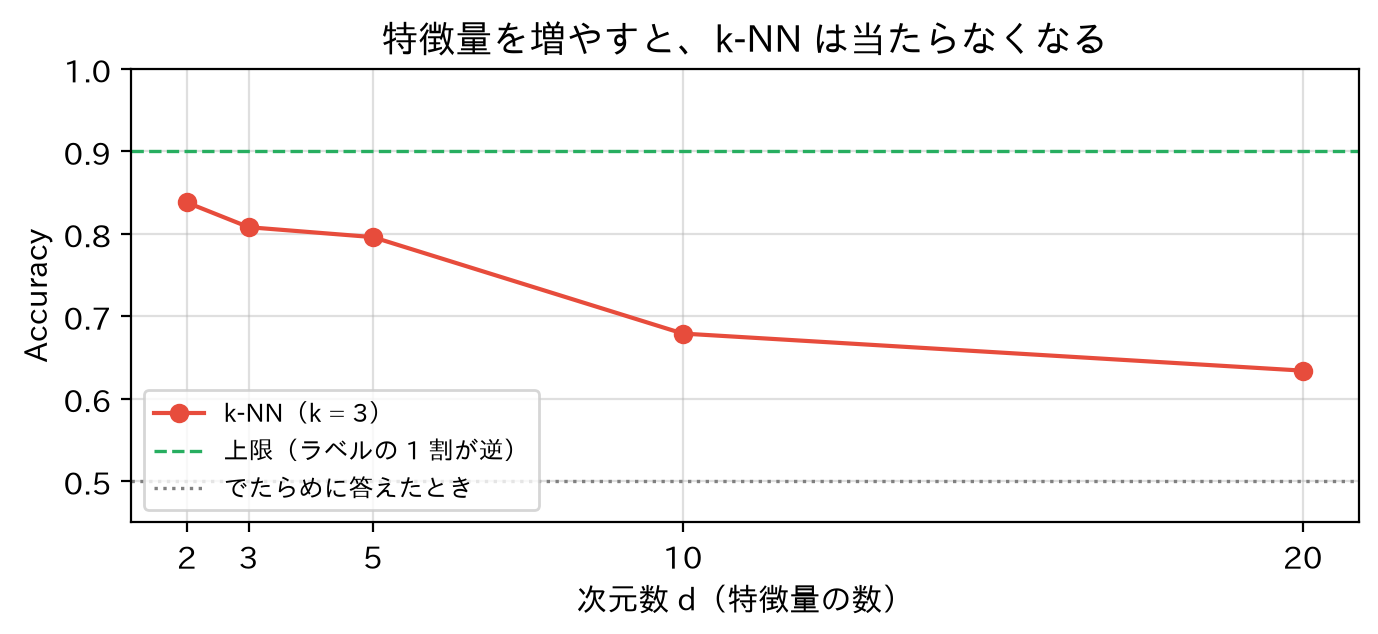 特徴量を増やすと、k-NN は当たらなくなる
1.0
0.9
0.8
0.7
0.6
0.5
Accuracy
k-NN（k = 3）
上限（ラベルの 1 割が逆）
でたらめに答えたとき
2 3 5 10 20
次元数 d（特徴量の数）